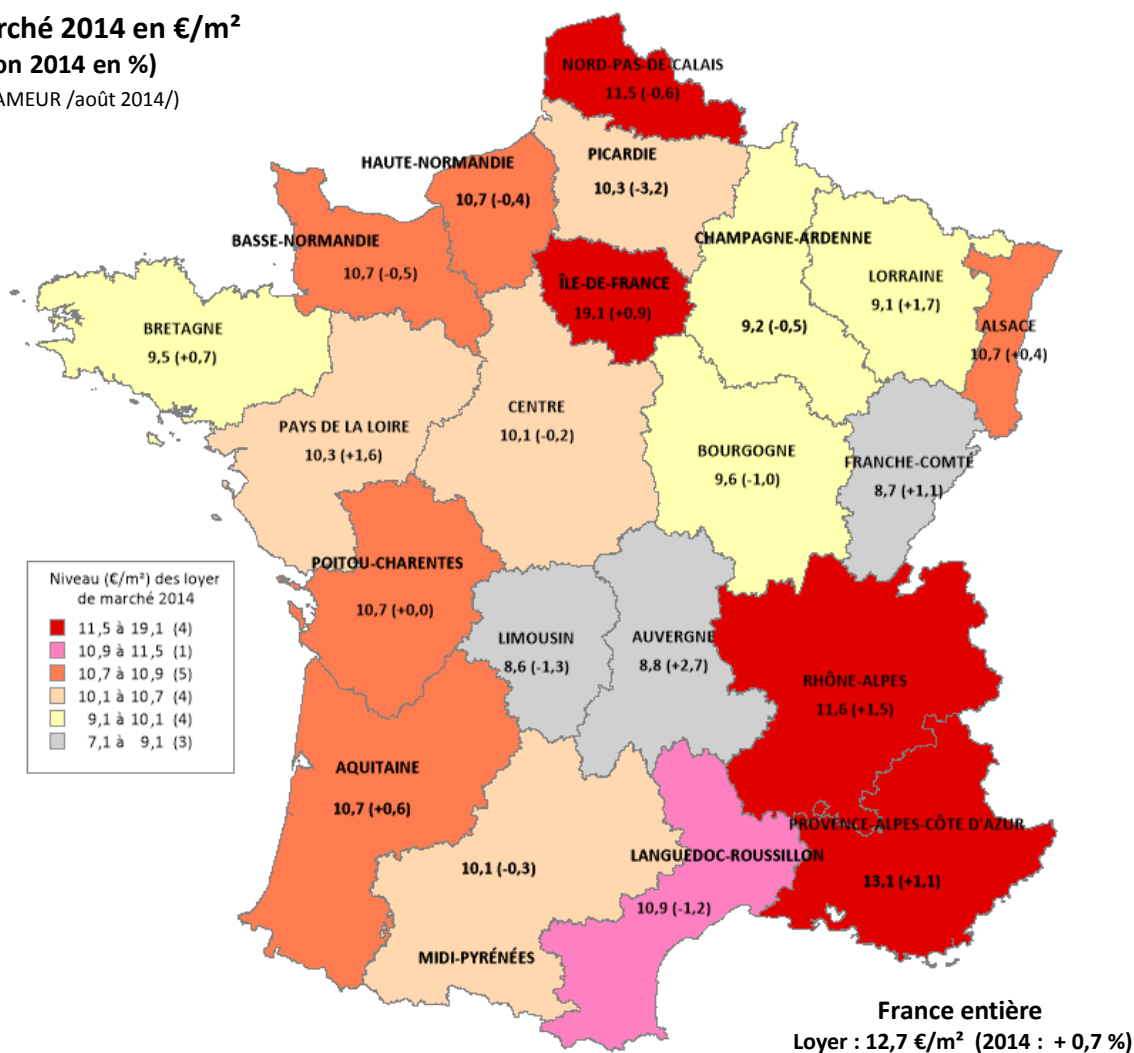 rché 2014 en €/m²
on 2014 en %)
AMEUR /août 2014/)
NORD-PAS-DE-CALAIS
11,5 (-0,6)
PICARDIE
10,3 (-3,2)
HAUTE-NORMANDIE
10,7 (-0,4)
BASSE-NORMANDIE
10,7 (-0,5)
CHAMPAGNE-ARDENNE
9,2 (-0,5)
LORRAINE
9,1 (+1,7)
ÎLE-DE-FRANCE
19,1 (+0,9)
ALSACE
10,7 (+0,4)
BRETAGNE
9,5 (+0,7)
PAYS DE LA LOIRE
10,3 (+1,6)
CENTRE
10,1 (-0,2)
BOURGOGNE
9,6 (-1,0)
FRANCHE-COMTÉ
8,7 (+1,1)
POITOU-CHARENTES
10,7 (+0,0)
LIMOUSIN
8,6 (-1,3)
AUVERGNE
8,8 (+2,7)
RHÔNE-ALPES
11,6 (+1,5)
Niveau (€/m²) des loyer
de marché 2014
11,5 à 19,1 (4)
10,9 à 11,5 (1)
10,7 à 10,9 (5)
10,1 à 10,7 (4)
9,1 à 10,1 (4)
7,1 à 9,1 (3)
AQUITAINE
10,7 (+0,6)
PROVENCE-ALPES-CÔTE D'AZUR
13,1 (+1,1)
LANGUEDOC-ROUSSILLON
10,9 (-1,2)
10,1 (-0,3)
MIDI-PYRÉNÉES
France entière
Loyer : 12,7 €/m² (2014 : + 0,7 %)